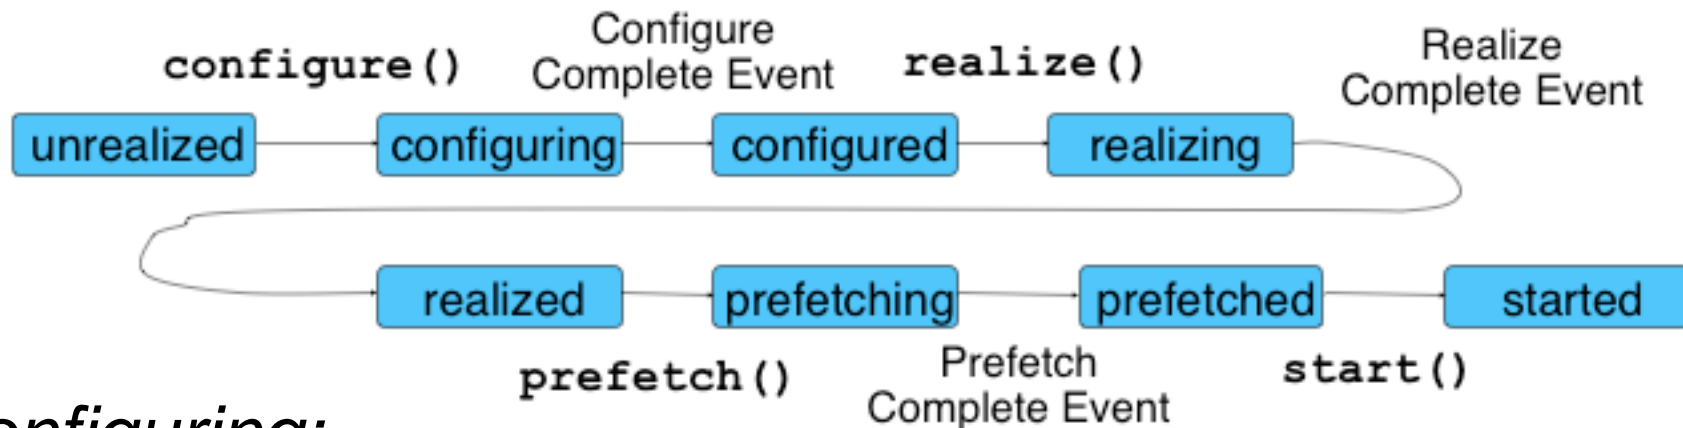 Configure
Complete Event
configure()
realize()
Realize
Complete Event
unrealized
configuring
configured
realizing
realized
prefetching
prefetched
started
prefetch()
Prefetch
Complete Event
start()
onfiguring: